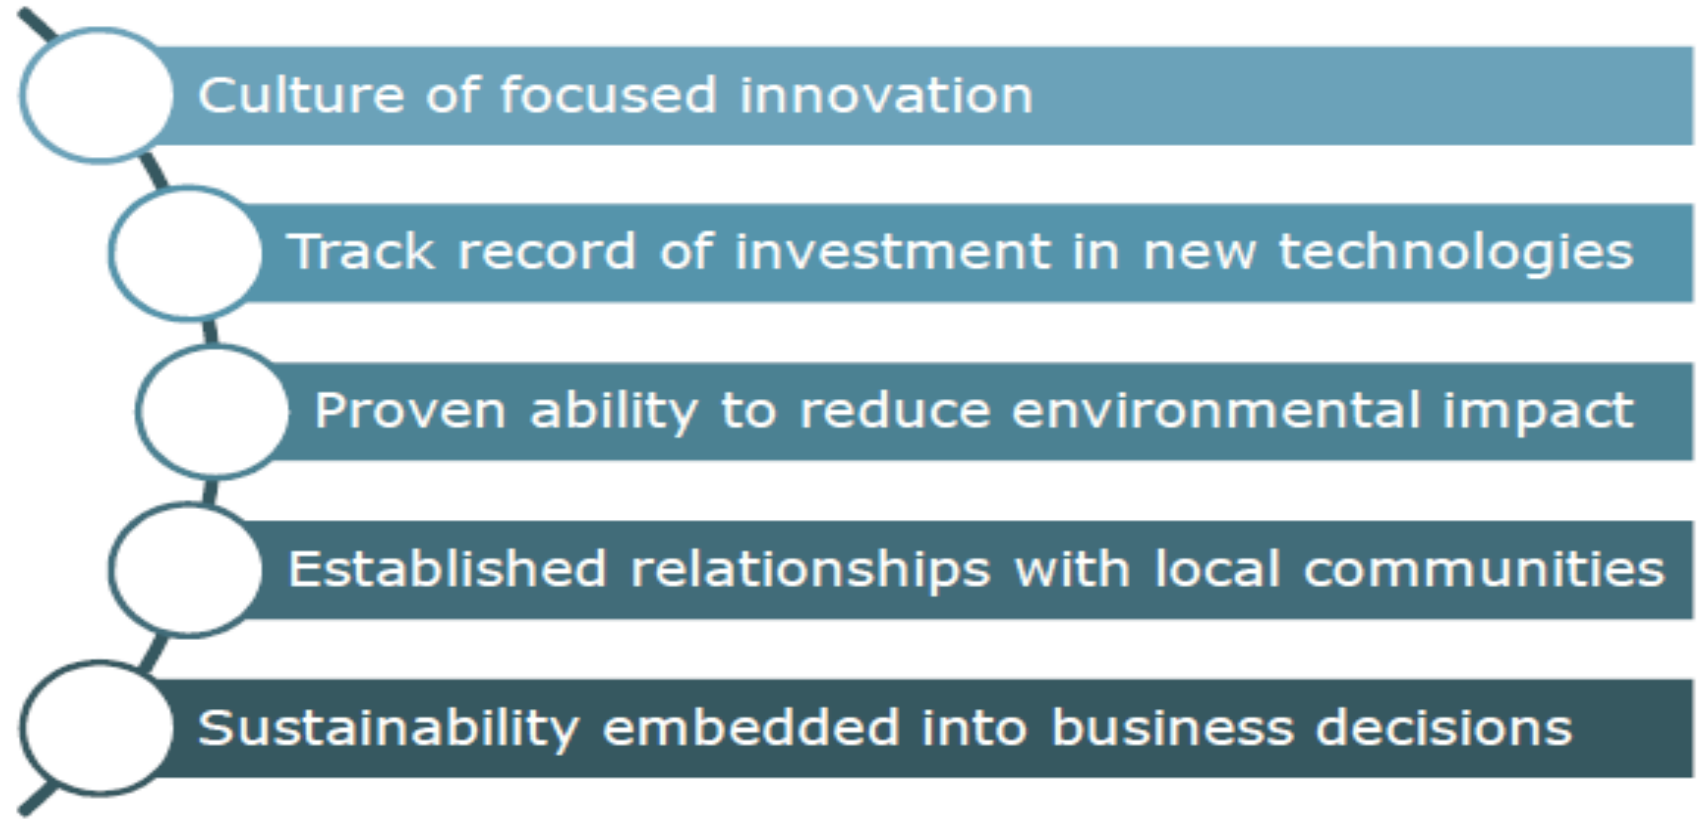 Culture of focused innovation
Track record of investment in new technologies
Proven ability to reduce environmental impact
Established relationships with local communities
Sustainability embedded into business decisions